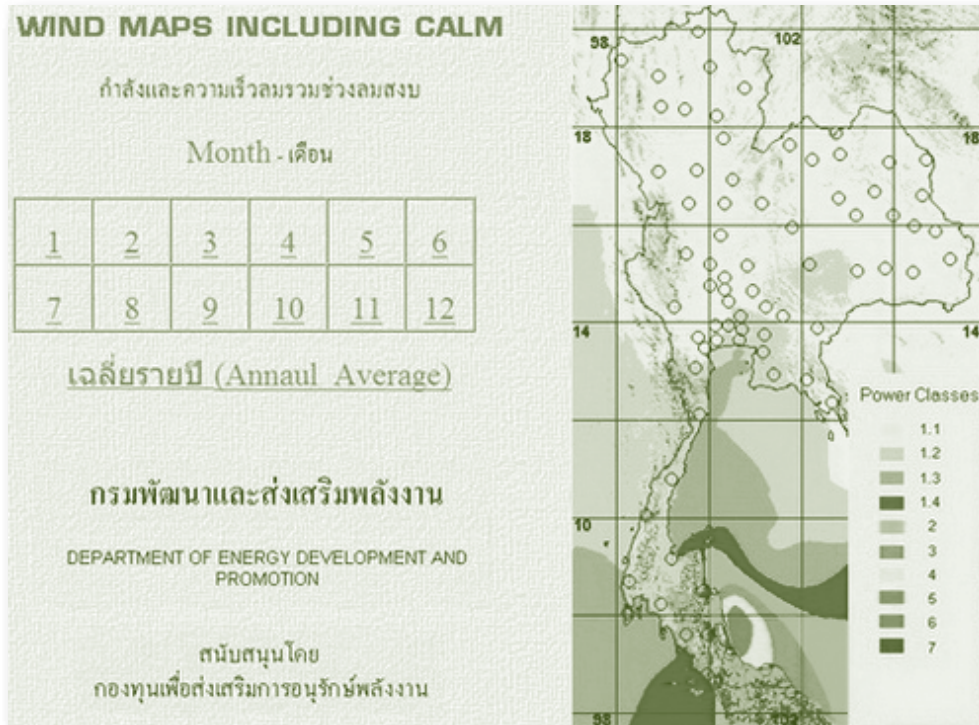 WIND MAPS INCLUDING CALM
กำลังและความเร็วลมรวมช่วงลมสงบ
Month - เดือน
1 2 3 4 5 6
7 8 9 10 11 12
เฉลี่ยรายปี (Annaul Average)
กรมพัฒนาและส่งเสริมพลังงาน
DEPARTMENT OF ENERGY DEVELOPMENT AND
PROMOTION
สนับสนุนโดย
กองทุนเพื่อส่งเสริมการอนุรักษ์พลังงาน
98 102
18 18
14 14
10
98
Power Classes
1.1
1.2
1.3
1.4
2
3
4
5
6
7